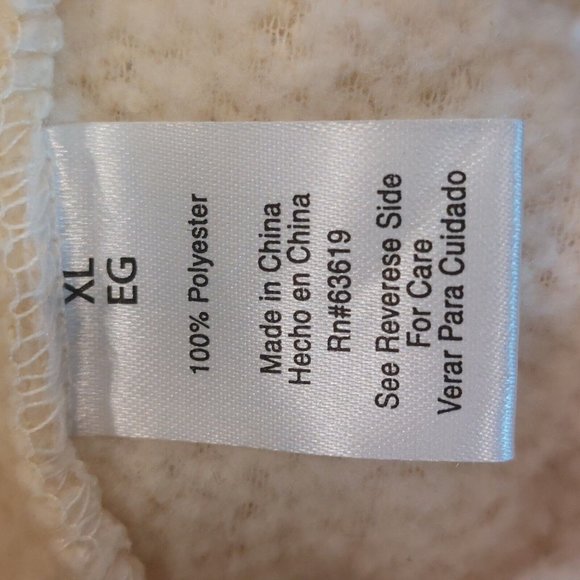 XL
EG
100% Polyester
Made in China
Hecho en China
Rn#63619
See Reverese Side
For Care
Verar Para Cuidado